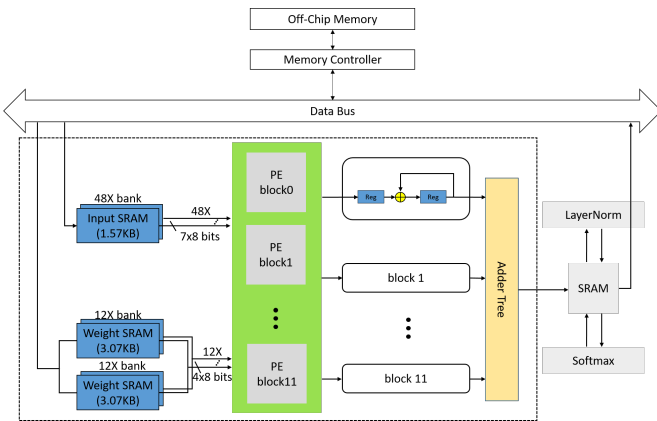 Off-Chip Memory
Memory Controller
Data Bus
48X bank
Input SRAM
(1.57KB)
48X
7x8 bits
12X bank
Weight SRAM
(3.07KB)
12X bank
Weight SRAM
(3.07KB)
12X
4x8 bits
PE
block0
PE
block1
PE
block11
Reg
Reg
block 1
block 11
Adder Tree
LayerNorm
SRAM
Softmax